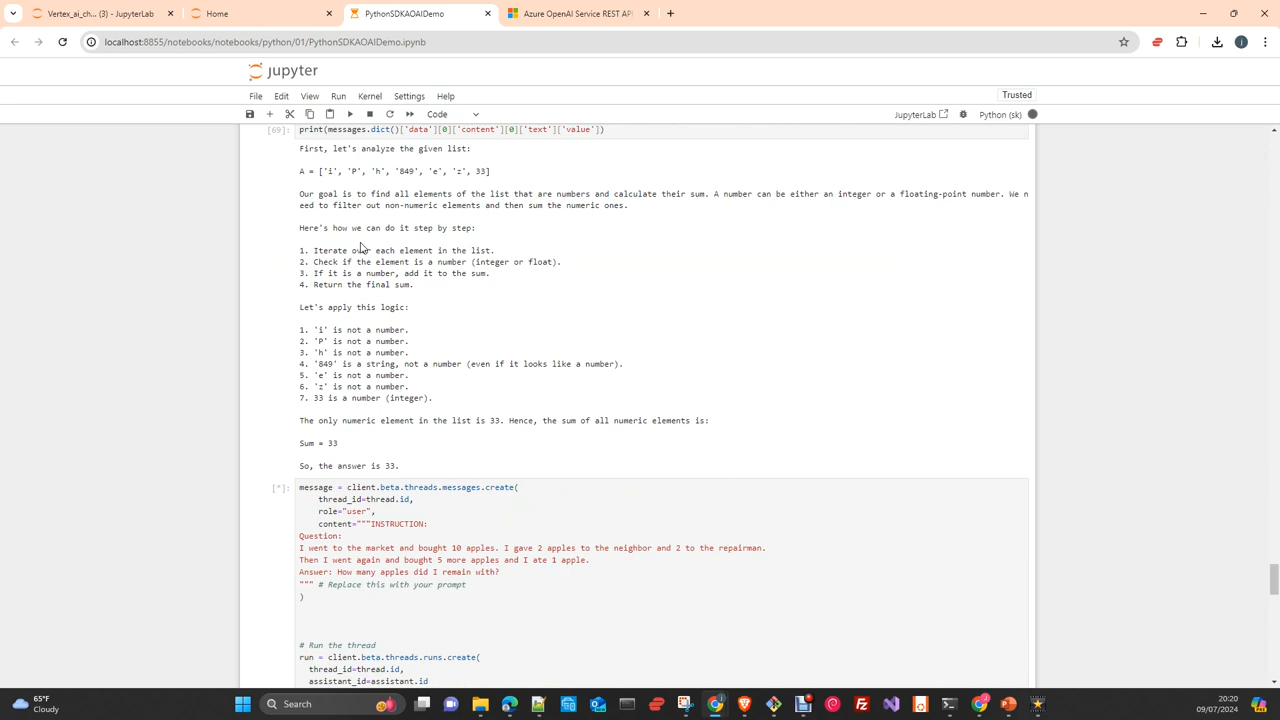 Vertex_ai_ch... (3) - JupyterLab
Home
PythonSDKAOAIDemo
Azure OpenAI Service REST API
localhost:8855/notebooks/notebooks/python/01/PythonSDKAOAIDemo.ipynb
jupyter
File Edit View Run Kernel Settings Help
Trusted
Code
JupyterLab
Python (sk)
[69]: print(messages.dict()['data'][0]['content'][0]['text']['value'])
First, let's analyze the given list:
A = ['i', 'P', 'h', '849', 'e', 'z', 33]
Our goal is to find all elements of the list that are numbers and calculate their sum. A number can be either an integer or a floating-point number. We n
eed to filter out non-numeric elements and then sum the numeric ones.
Here's how we can do it step by step:
1. Iterate over each element in the list.
2. Check if the element is a number (integer or float).
3. If it is a number, add it to the sum.
4. Return the final sum.
Let's apply this logic:
1. 'i' is not a number.
2. 'P' is not a number.
3. 'h' is not a number.
4. '849' is a string, not a number (even if it looks like a number).
5. 'e' is not a number.
6. 'z' is not a number.
7. 33 is a number (integer).
The only numeric element in the list is 33. Hence, the sum of all numeric elements is:
Sum = 33
So, the answer is 33.
[*]: message = client.beta.threads.messages.create(
thread_id=thread.id,
role="user",
content="""INSTRUCTION:
Question:
I went to the market and bought 10 apples. I gave 2 apples to the neighbor and 2 to the repairman.
Then I went again and bought 5 more apples and I ate 1 apple.
Answer: How many apples did I remain with?
""" # Replace this with your prompt
)
# Run the thread
run = client.beta.threads.runs.create(
thread_id=thread.id,
assistant_id=assistant.id
65°F
Cloudy
Search
20:20
09/07/2024